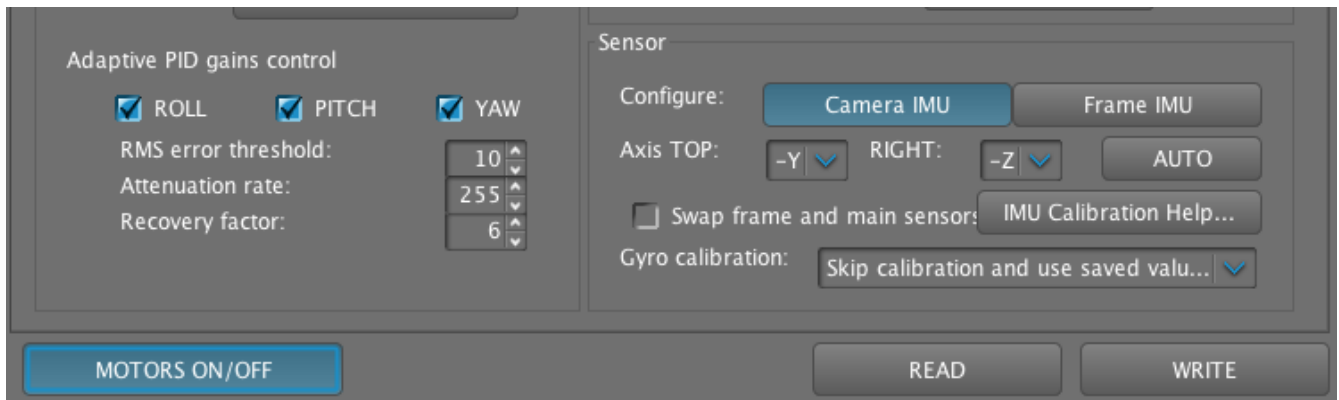 Adaptive PID gains control
ROLL PITCH YAW
RMS error threshold: 10
Attenuation rate: 255
Recovery factor: 6
Sensor
Configure: Camera IMU Frame IMU
Axis TOP: -Y RIGHT: -Z AUTO
Swap frame and main sensors IMU Calibration Help...
Gyro calibration: Skip calibration and use saved valu...
MOTORS ON/OFF READ WRITE